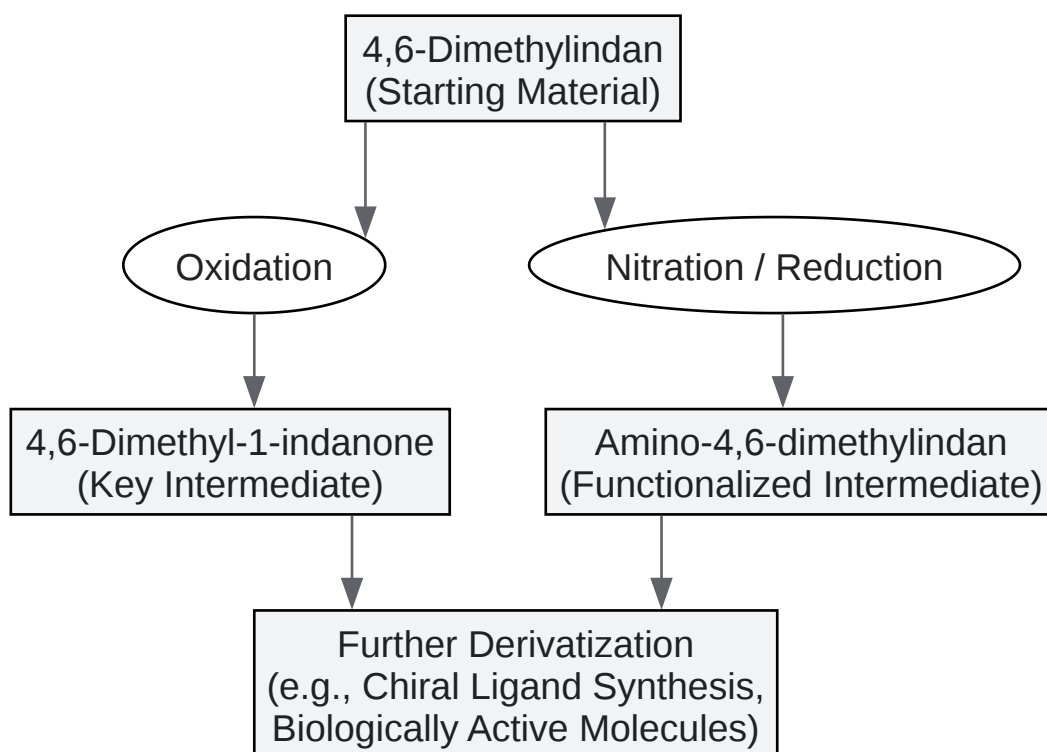 4,6-Dimethylindan
(Starting Material)
Oxidation
Nitration / Reduction
4,6-Dimethyl-1-indanone
(Key Intermediate)
Amino-4,6-dimethylindan
(Functionalized Intermediate)
Further Derivatization
(e.g., Chiral Ligand Synthesis,
Biologically Active Molecules)